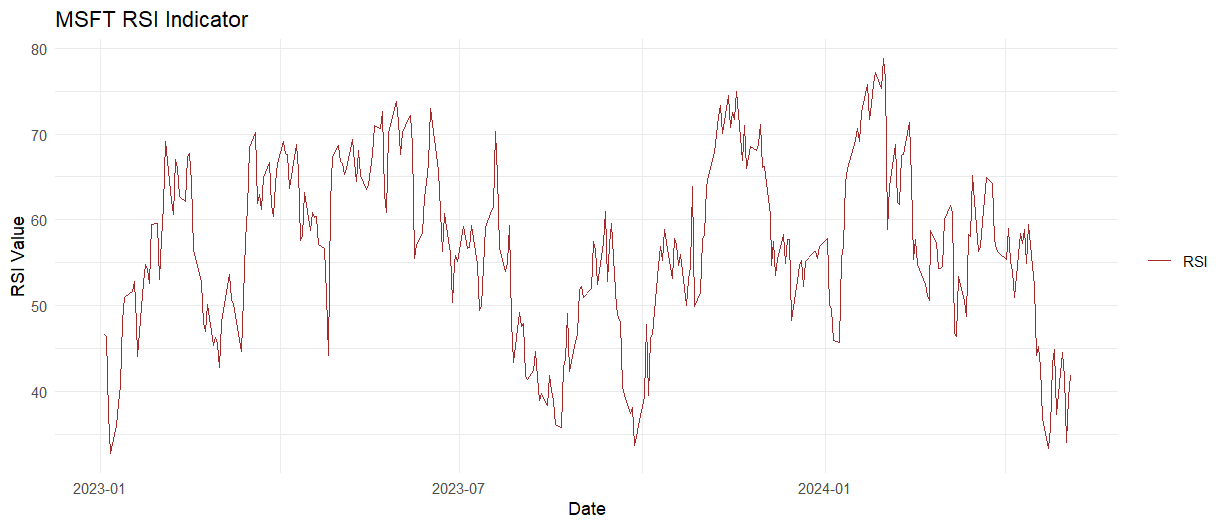 MSFT RSI Indicator
RSI Value
80
70
60
50
40
2023-01
2023-07
2024-01
Date
RSI